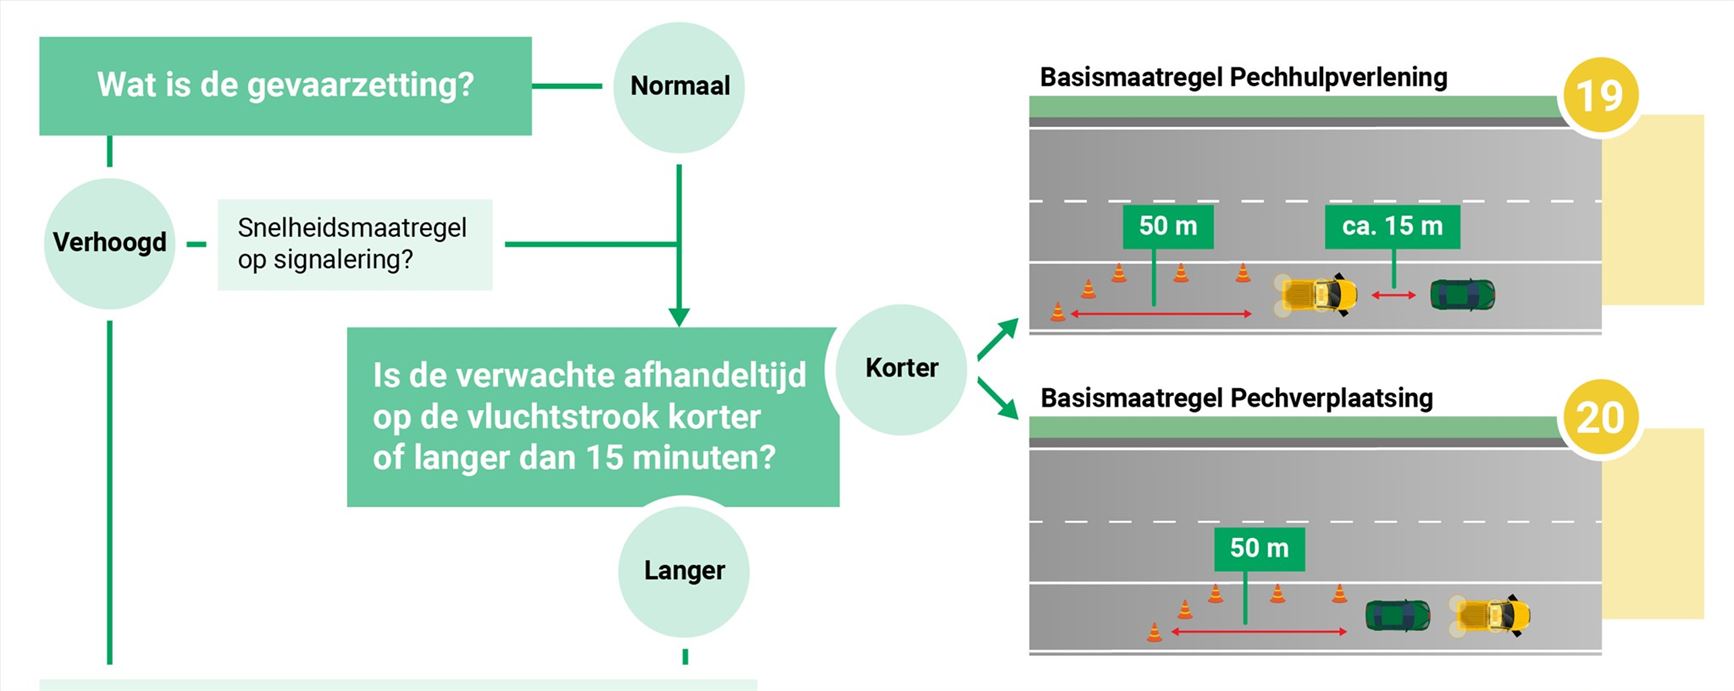 Wat is de gevaarzetting?
Normaal
Verhoogd
Snelheidsmaatregel
op signalering?
Is de verwachte afhandeltijd
op de vluchtstrook korter
of langer dan 15 minuten?
Korter
Langer
Basismaatregel Pechhulpverlening
19
50 m
ca. 15 m
Basismaatregel Pechverplaatsing
20
50 m